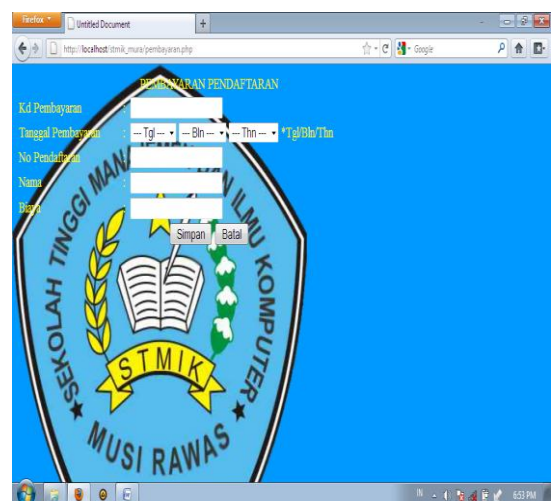 Firefox
Untitled Document
http://localhost/stmik_mura/pembayaran.php
Google
PEMBAYARAN PENDAFTARAN
Kd Pembayaran :
Tanggal Pembayaran : --- Tgl --- --- Bln --- --- Thn --- *Tgl/Bln/Thn
No Pendaftaran :
Nama :
Biaya :
Simpan Batal
SEKOLAH TINGGI MANAJEMEN DAN ILMU KOMPUTER
STMIK
MUSI RAWAS
IN 6:53 PM